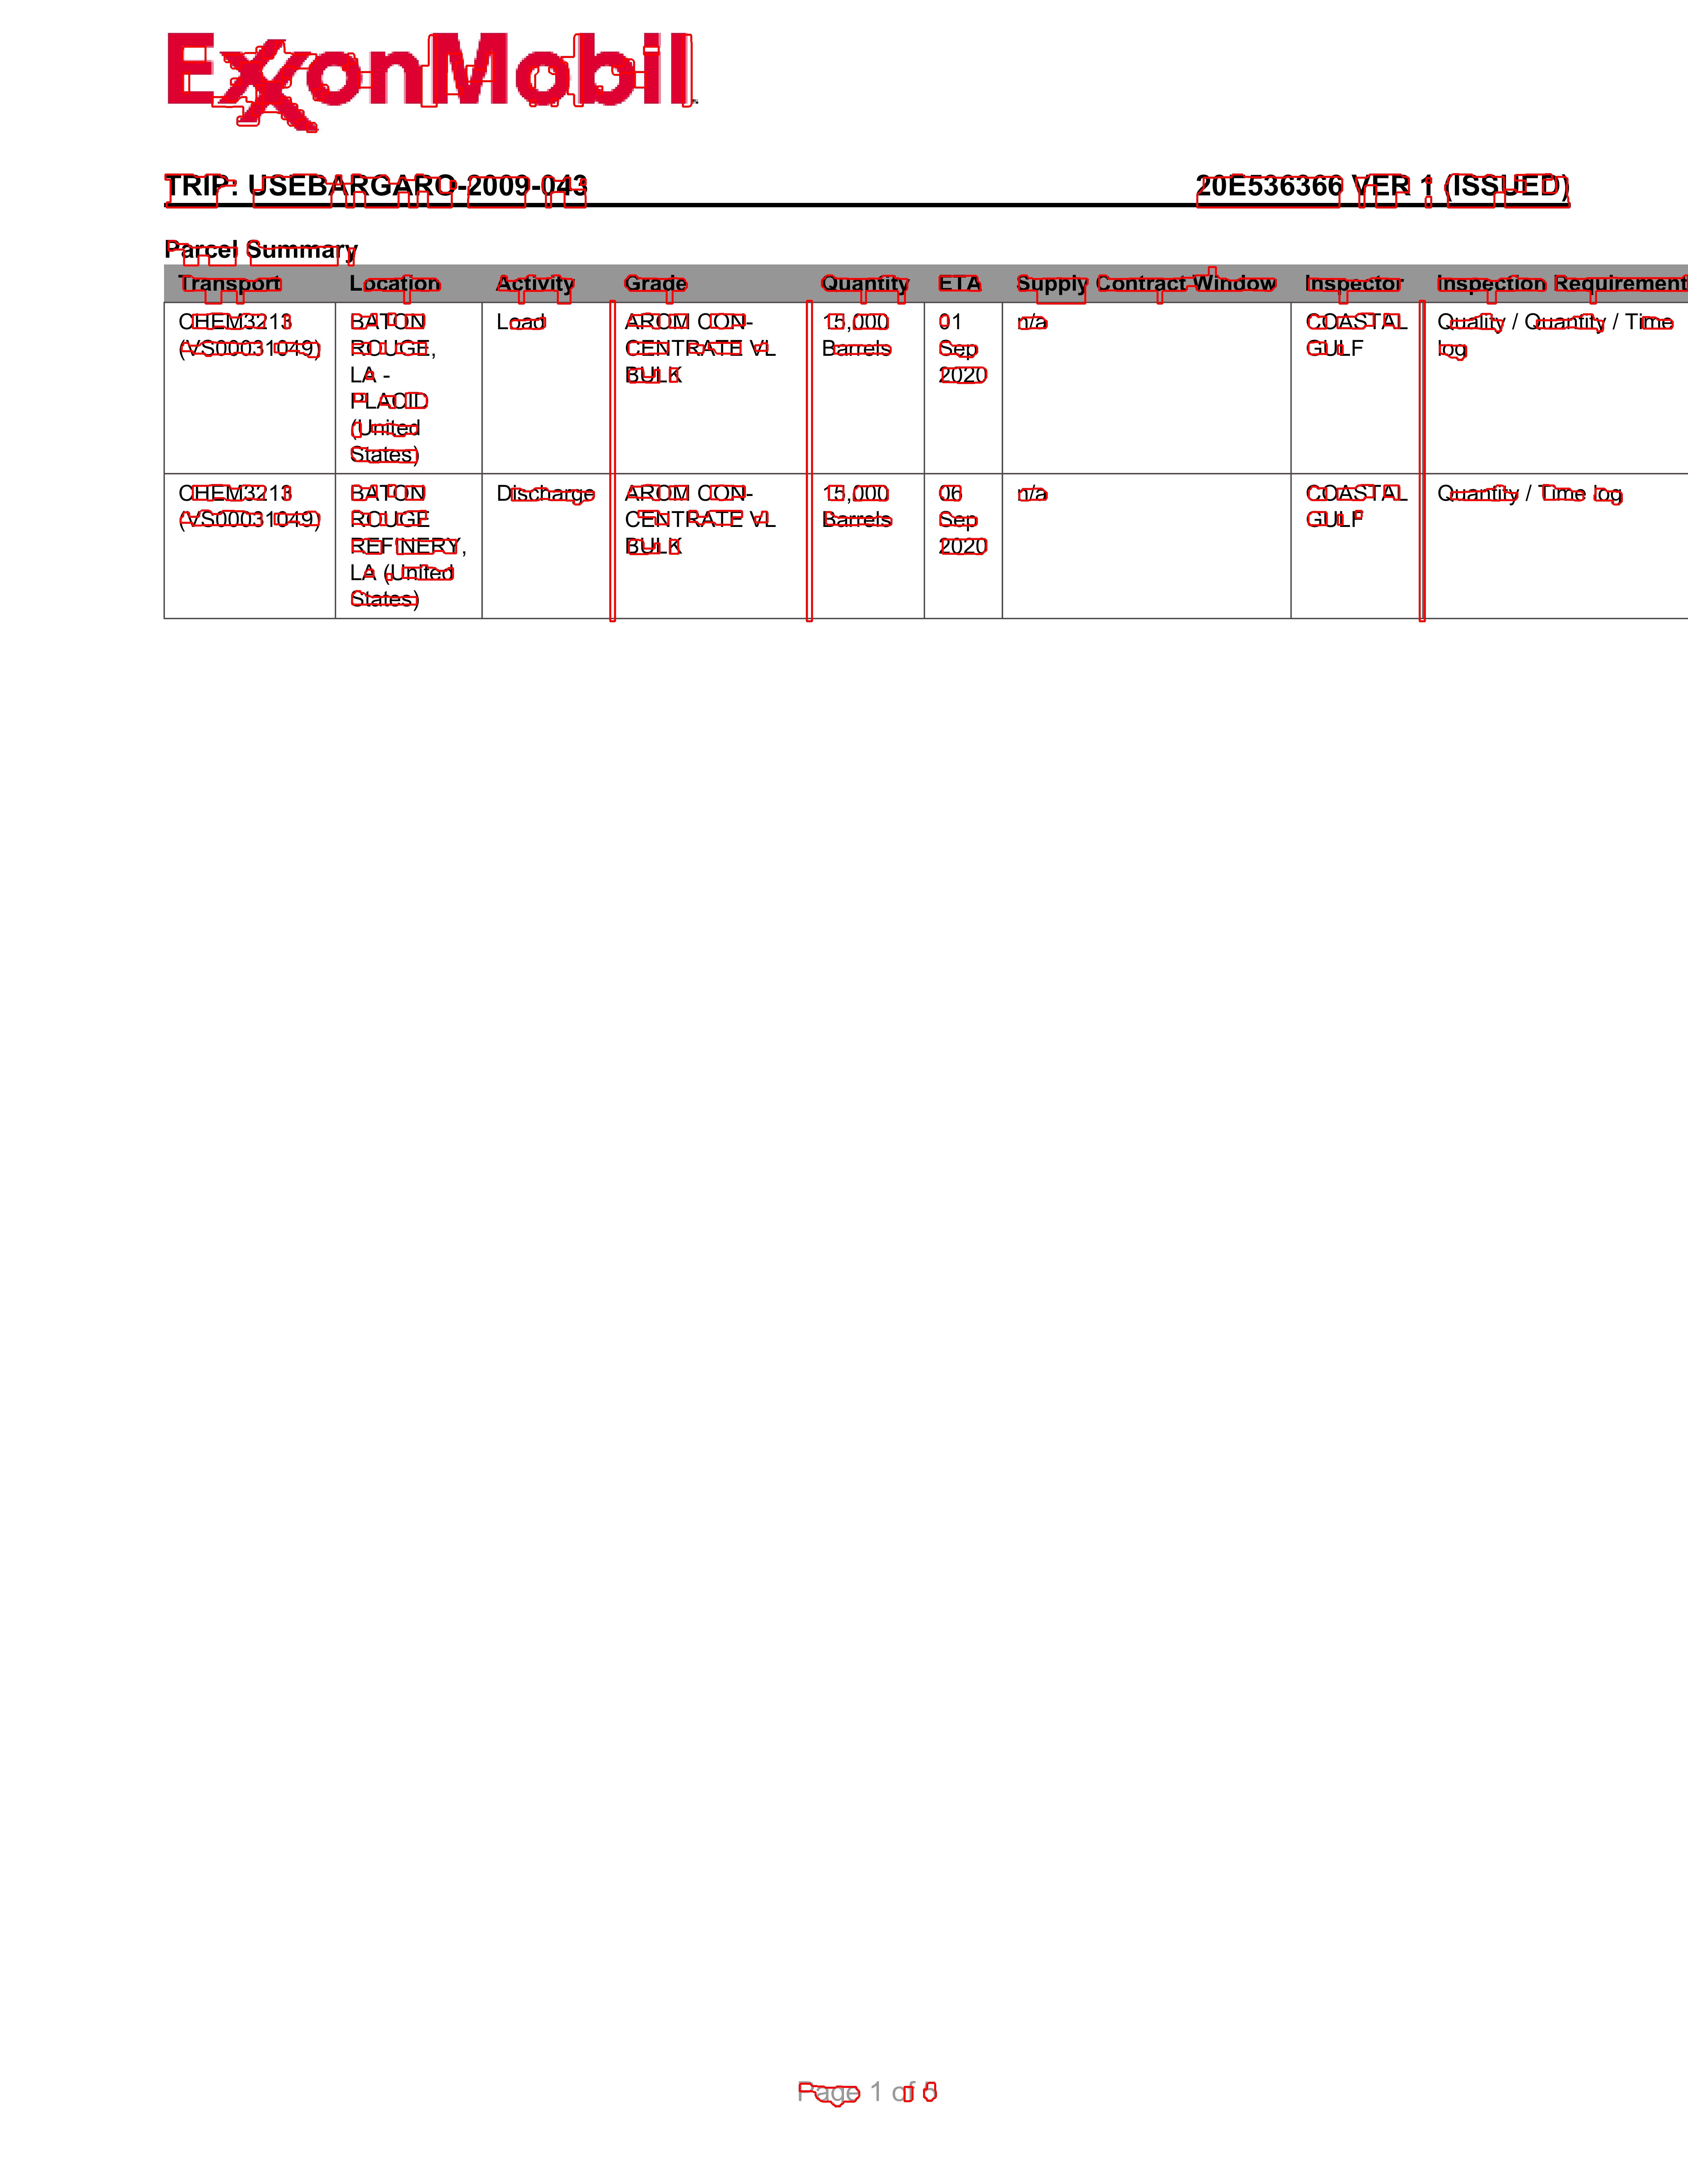 ExxonMobil
TRIP: USEBARGARO-2009-043 20E536366 VER 1 (ISSUED)
Parcel Summary
Transport Location Activity Grade Quantity ETA Supply Contract Window Inspector Inspection Requirement
CHEM3213 BATON Load AROM CON- 15,000 01 n/a COASTAL Quality / Quantity / Time
(VS00031049) ROUGE, CENTRATE VL Barrels Sep GULF log
LA - BULK 2020
PLACID
(United
States)
CHEM3213 BATON Discharge AROM CON- 15,000 06 n/a COASTAL Quantity / Time log
(VS00031049) ROUGE CENTRATE VL Barrels Sep GULF
REFINERY, BULK 2020
LA (United
States)
Page 1 of 5